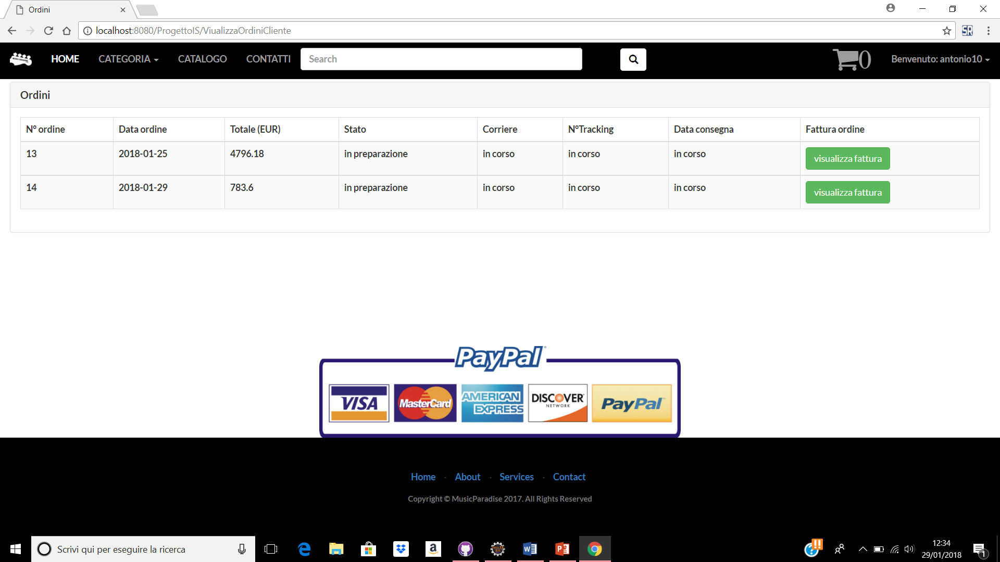 Ordini
localhost:8080/ProgettoIS/ViualizzaOrdiniCliente
SR
HOME CATEGORIA CATALOGO CONTATTI Search 0 Benvenuto: antonio10
Ordini
N° ordine Data ordine Totale (EUR) Stato Corriere N°Tracking Data consegna Fattura ordine
13 2018-01-25 4796.18 in preparazione in corso in corso in corso visualizza fattura
14 2018-01-29 783.6 in preparazione in corso in corso in corso visualizza fattura
PayPal
VISA MasterCard AMERICAN EXPRESS DISCOVER NETWORK PayPal
Home · About · Services · Contact
Copyright © MusicParadise 2017. All Rights Reserved
Scrivi qui per eseguire la ricerca
12:34
29/01/2018
1